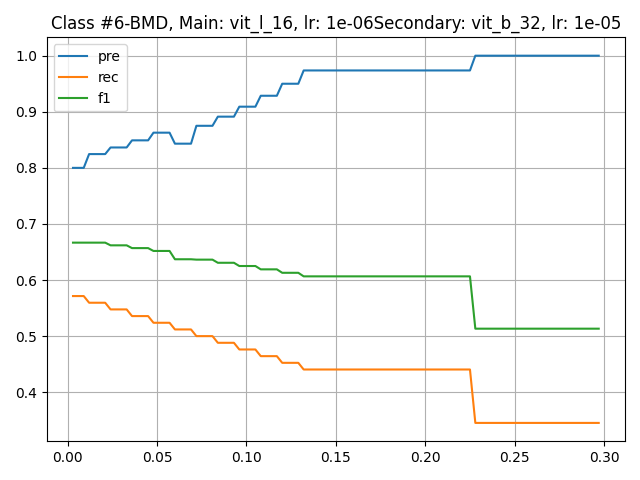 Class #6-BMD, Main: vit_l_16, lr: 1e-06Secondary: vit_b_32, lr: 1e-05
pre
rec
f1
1.0
0.9
0.8
0.7
0.6
0.5
0.4
0.00 0.05 0.10 0.15 0.20 0.25 0.30